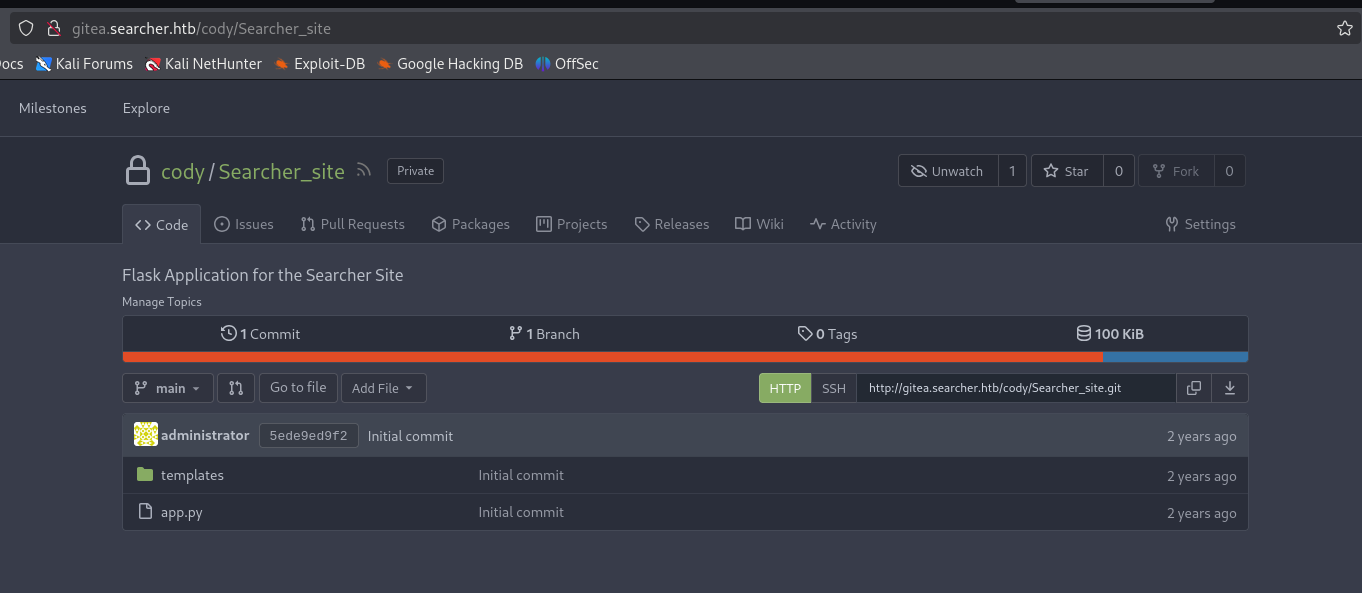 gitea.searcher.htb/cody/Searcher_site
ocs Kali Forums Kali NetHunter Exploit-DB Google Hacking DB OffSec
Milestones Explore
cody/Searcher_site Private Unwatch 1 Star 0 Fork 0
Code Issues Pull Requests Packages Projects Releases Wiki Activity Settings
Flask Application for the Searcher Site
Manage Topics
1 Commit 1 Branch 0 Tags 100 KiB
main Go to file Add File HTTP SSH http://gitea.searcher.htb/cody/Searcher_site.git
administrator 5ede9ed9f2 Initial commit 2 years ago
templates Initial commit 2 years ago
app.py Initial commit 2 years ago